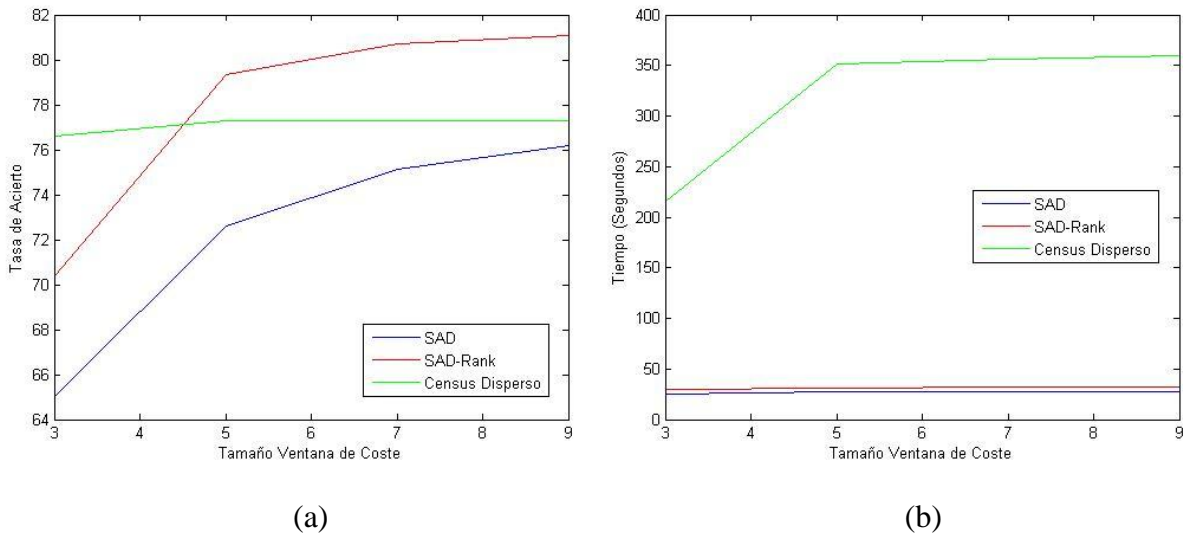 82
80
78
76
74
72
70
68
66
64
Tasa de Acierto
3 4 5 6 7 8 9
Tamaño Ventana de Coste
SAD
SAD-Rank
Census Disperso
(a)
400
350
300
250
200
150
100
50
0
Tiempo (Segundos)
3 4 5 6 7 8 9
Tamaño Ventana de Coste
SAD
SAD-Rank
Census Disperso
(b)